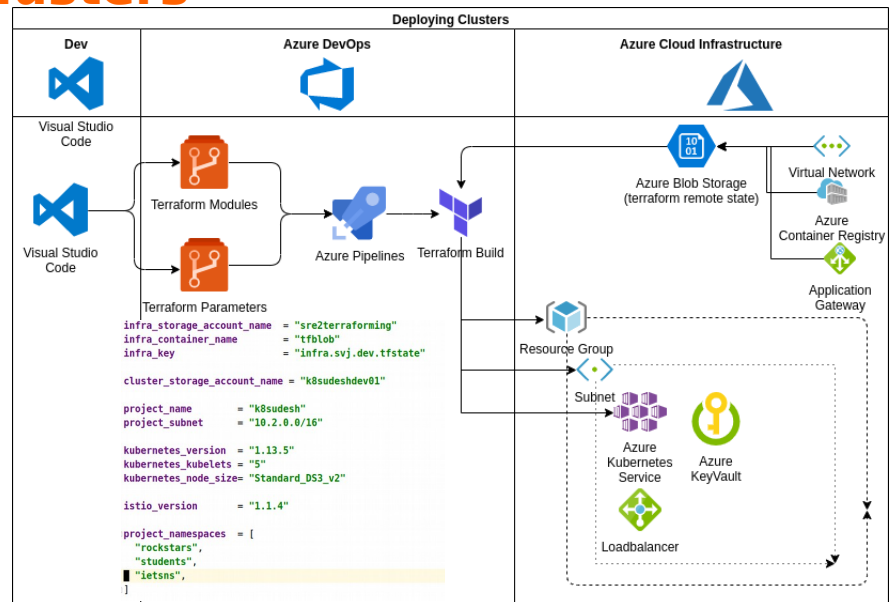 Deploying Clusters
Dev
Azure DevOps
Azure Cloud Infrastructure
Visual Studio
Code
Visual Studio
Code
Terraform Modules
Terraform Parameters
Azure Pipelines
Terraform Build
10
01
Azure Blob Storage
(terraform remote state)
Virtual Network
Azure
Container Registry
Application
Gateway
infra_storage_account_name = "sre2terraforming"
infra_container_name = "tfblob"
infra_key = "infra.svj.dev.tfstate"
cluster_storage_account_name = "k8sudeshdev01"
project_name = "k8sudesh"
project_subnet = "10.2.0.0/16"
kubernetes_version = "1.13.5"
kubernetes_kubelets = "5"
kubernetes_node_size= "Standard_DS3_v2"
istio_version = "1.1.4"
project_namespaces = [
"rockstars",
"students",
"ietsns",
]
Resource Group
Subnet
Azure
Kubernetes
Service
Azure
KeyVault
Loadbalancer